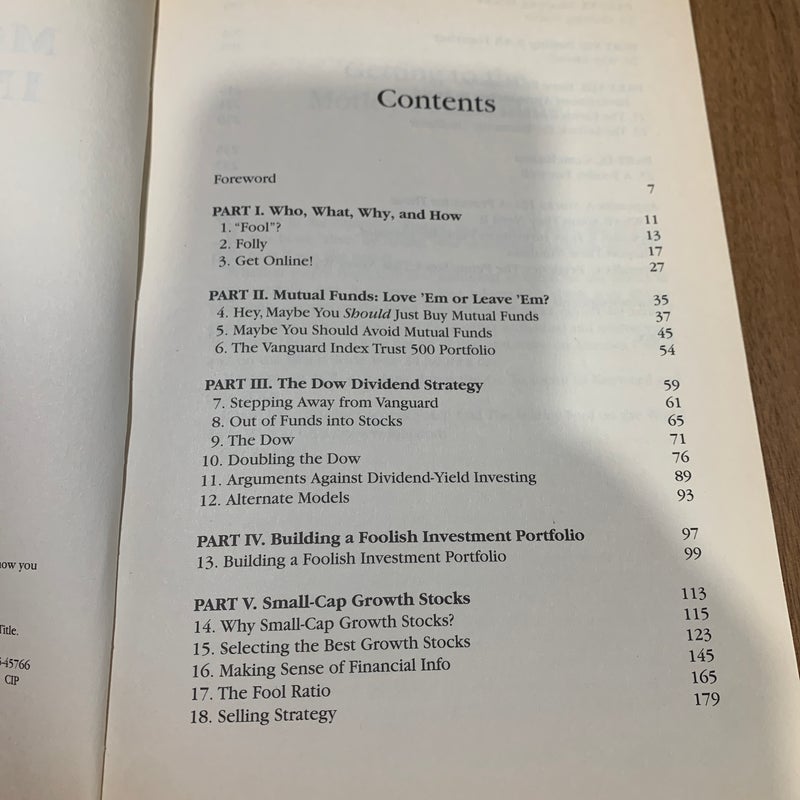 Contents
Foreword 7
PART I. Who, What, Why, and How 11
1. “Fool”? 13
2. Folly 17
3. Get Online! 27
PART II. Mutual Funds: Love ’Em or Leave ’Em? 35
4. Hey, Maybe You Should Just Buy Mutual Funds 37
5. Maybe You Should Avoid Mutual Funds 45
6. The Vanguard Index Trust 500 Portfolio 54
PART III. The Dow Dividend Strategy 59
7. Stepping Away from Vanguard 61
8. Out of Funds into Stocks 65
9. The Dow 71
10. Doubling the Dow 76
11. Arguments Against Dividend-Yield Investing 89
12. Alternate Models 93
PART IV. Building a Foolish Investment Portfolio 97
13. Building a Foolish Investment Portfolio 99
PART V. Small-Cap Growth Stocks 113
14. Why Small-Cap Growth Stocks? 115
15. Selecting the Best Growth Stocks 123
16. Making Sense of Financial Info 145
17. The Fool Ratio 165
18. Selling Strategy 179
you
Title.
-45766
CIP